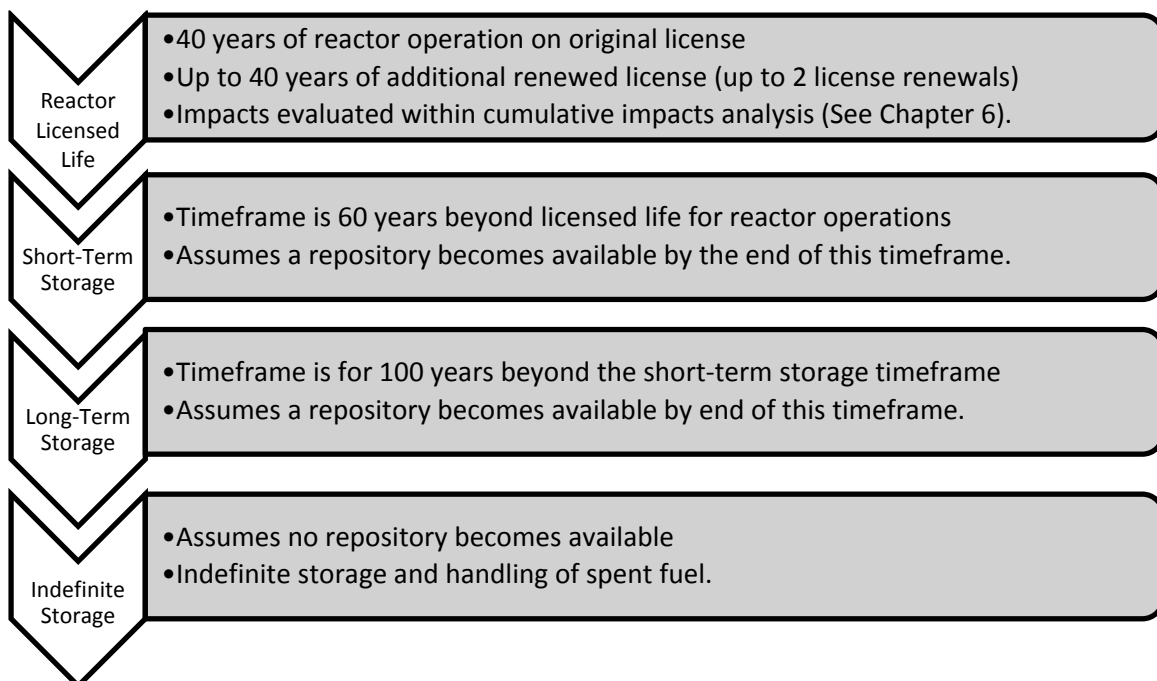 Reactor
Licensed
Life
•40 years of reactor operation on original license
•Up to 40 years of additional renewed license (up to 2 license renewals)
•Impacts evaluated within cumulative impacts analysis (See Chapter 6).
Short-Term
Storage
•Timeframe is 60 years beyond licensed life for reactor operations
•Assumes a repository becomes available by the end of this timeframe.
Long-Term
Storage
•Timeframe is for 100 years beyond the short-term storage timeframe
•Assumes a repository becomes available by end of this timeframe.
Indefinite
Storage
•Assumes no repository becomes available
•Indefinite storage and handling of spent fuel.